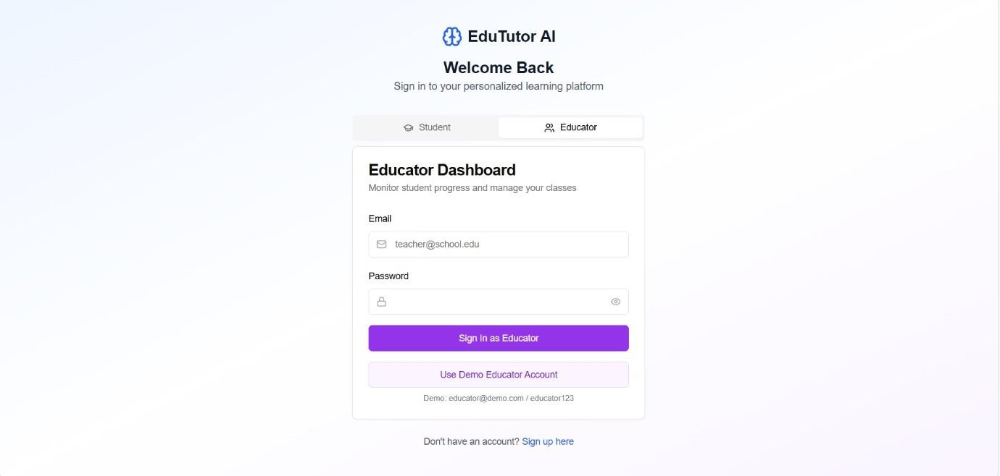 EduTutor AI
Welcome Back
Sign in to your personalized learning platform
Student
Educator
Educator Dashboard
Monitor student progress and manage your classes
Email
teacher@school.edu
Password
Sign In as Educator
Use Demo Educator Account
Demo: educator@demo.com / educator123
Don't have an account? Sign up here